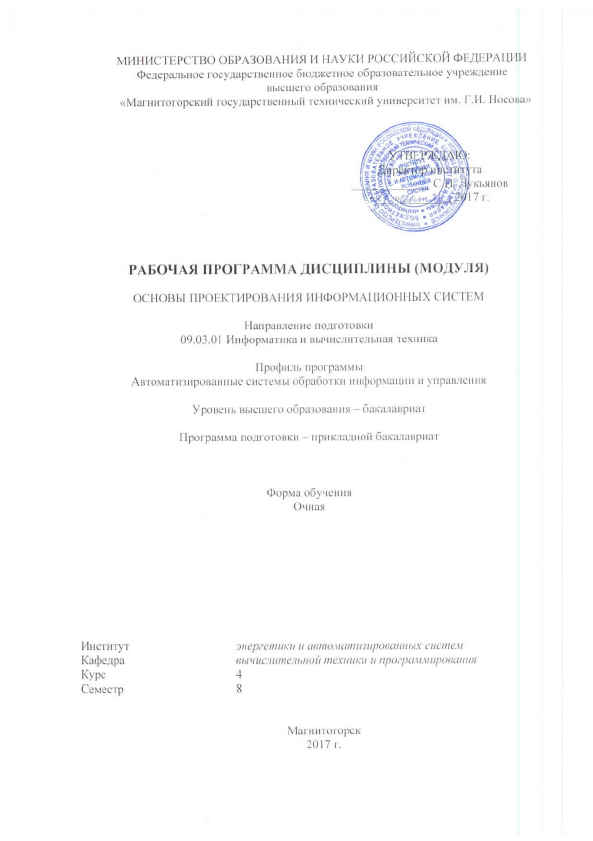 МИНИСТЕРСТВО ОБРАЗОВАНИЯ И НАУКИ РОССИЙСКОЙ ФЕДЕРАЦИИ
Федеральное государственное бюджетное образовательное учреждение
высшего образования
«Магнитогорский государственный технический университет им. Г.И. Носова»
УТВЕРЖДАЮ:
Директор института
С.И. Лукьянов
2017 г.
РАБОЧАЯ ПРОГРАММА ДИСЦИПЛИНЫ (МОДУЛЯ)
ОСНОВЫ ПРОЕКТИРОВАНИЯ ИНФОРМАЦИОННЫХ СИСТЕМ
Направление подготовки
09.03.01 Информатика и вычислительная техника
Профиль программы
Автоматизированные системы обработки информации и управления
Уровень высшего образования – бакалавриат
Программа подготовки – прикладной бакалавриат
Форма обучения
Очная
Институт энергетики и автоматизированных систем
Кафедра вычислительной техники и программирования
Курс 4
Семестр 8
Магнитогорск
2017 г.